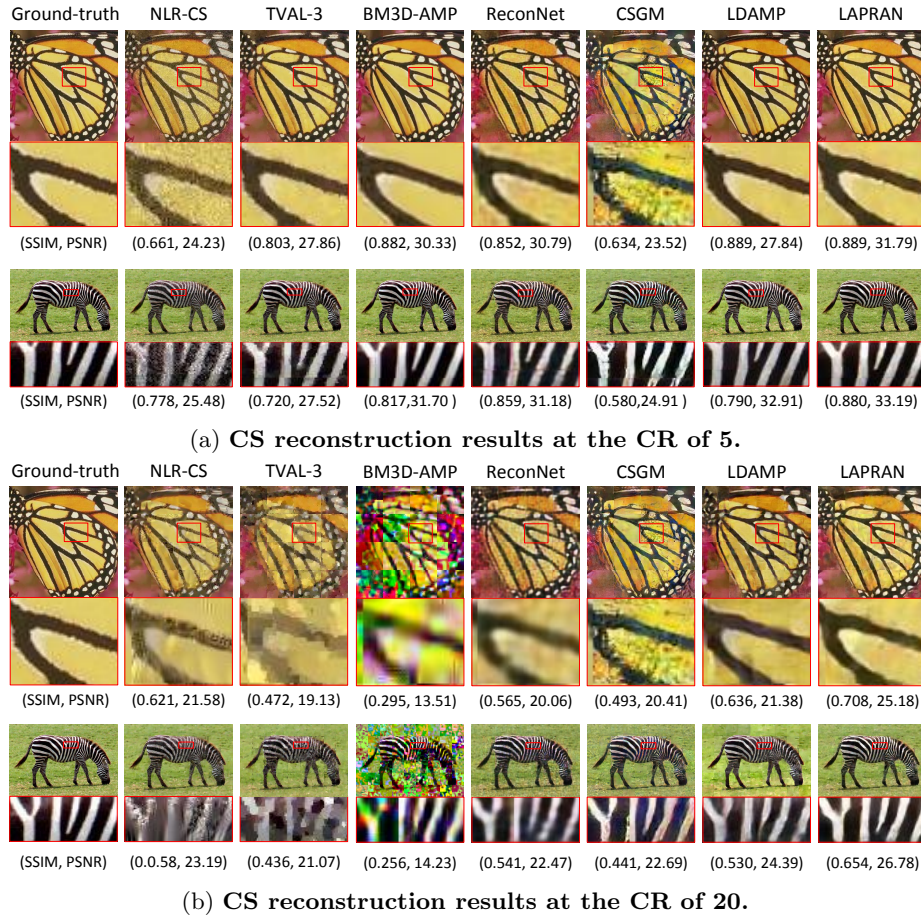 Ground-truth NLR-CS TVAL-3 BM3D-AMP ReconNet CSGM LDAMP LAPRAN
(SSIM, PSNR) (0.661, 24.23) (0.803, 27.86) (0.882, 30.33) (0.852, 30.79) (0.634, 23.52) (0.889, 27.84) (0.889, 31.79)
(SSIM, PSNR) (0.778, 25.48) (0.720, 27.52) (0.817,31.70 ) (0.859, 31.18) (0.580,24.91 ) (0.790, 32.91) (0.880, 33.19)
(a) CS reconstruction results at the CR of 5.
Ground-truth NLR-CS TVAL-3 BM3D-AMP ReconNet CSGM LDAMP LAPRAN
(SSIM, PSNR) (0.621, 21.58) (0.472, 19.13) (0.295, 13.51) (0.565, 20.06) (0.493, 20.41) (0.636, 21.38) (0.708, 25.18)
(SSIM, PSNR) (0.0.58, 23.19) (0.436, 21.07) (0.256, 14.23) (0.541, 22.47) (0.441, 22.69) (0.530, 24.39) (0.654, 26.78)
(b) CS reconstruction results at the CR of 20.